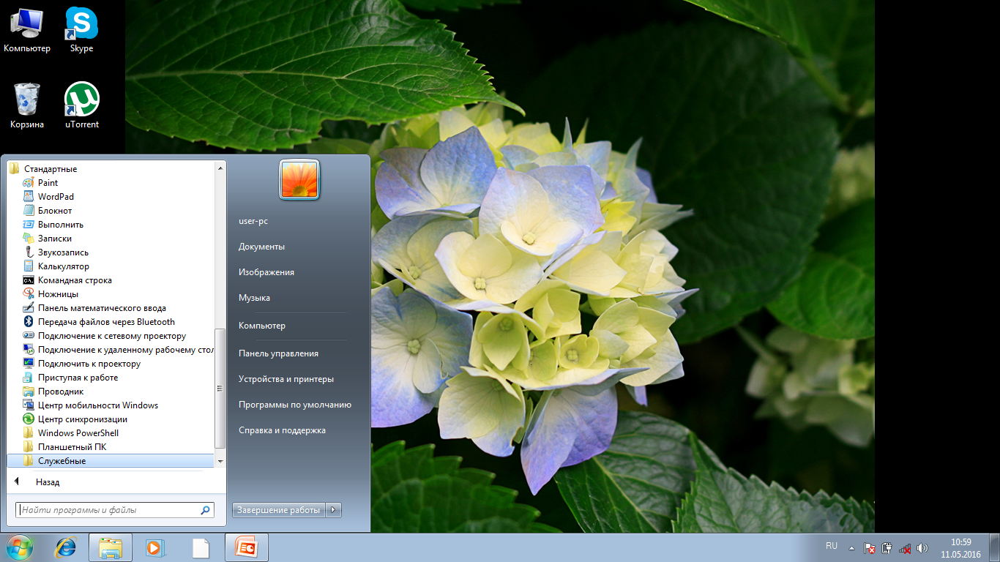 Компьютер
Skype
Корзина
uTorrent
Стандартные
Paint
WordPad
Блокнот
Выполнить
Записки
Звукозапись
Калькулятор
Командная строка
Ножницы
Панель математического ввода
Передача файлов через Bluetooth
Подключение к сетевому проектору
Подключение к удаленному рабочему стол
Подключить к проектору
Приступая к работе
Проводник
Центр мобильности Windows
Центр синхронизации
Windows PowerShell
Планшетный ПК
Служебные
Назад
Найти программы и файлы
user-pc
Документы
Изображения
Музыка
Компьютер
Панель управления
Устройства и принтеры
Программы по умолчанию
Справка и поддержка
Завершение работы
RU
10:59
11.05.2016